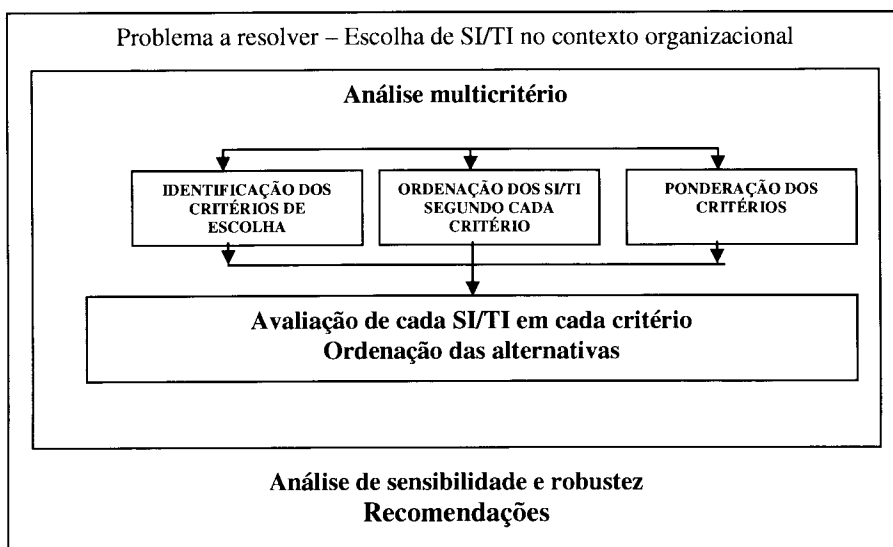 Problema a resolver – Escolha de SI/TI no contexto organizacional
Análise multicritério
IDENTIFICAÇÃO DOS
CRITÉRIOS DE
ESCOLHA
ORDENAÇÃO DOS SI/TI
SEGUNDO CADA
CRITÉRIO
PONDERAÇÃO DOS
CRITÉRIOS
Avaliação de cada SI/TI em cada critério
Ordenação das alternativas
Análise de sensibilidade e robustez
Recomendações